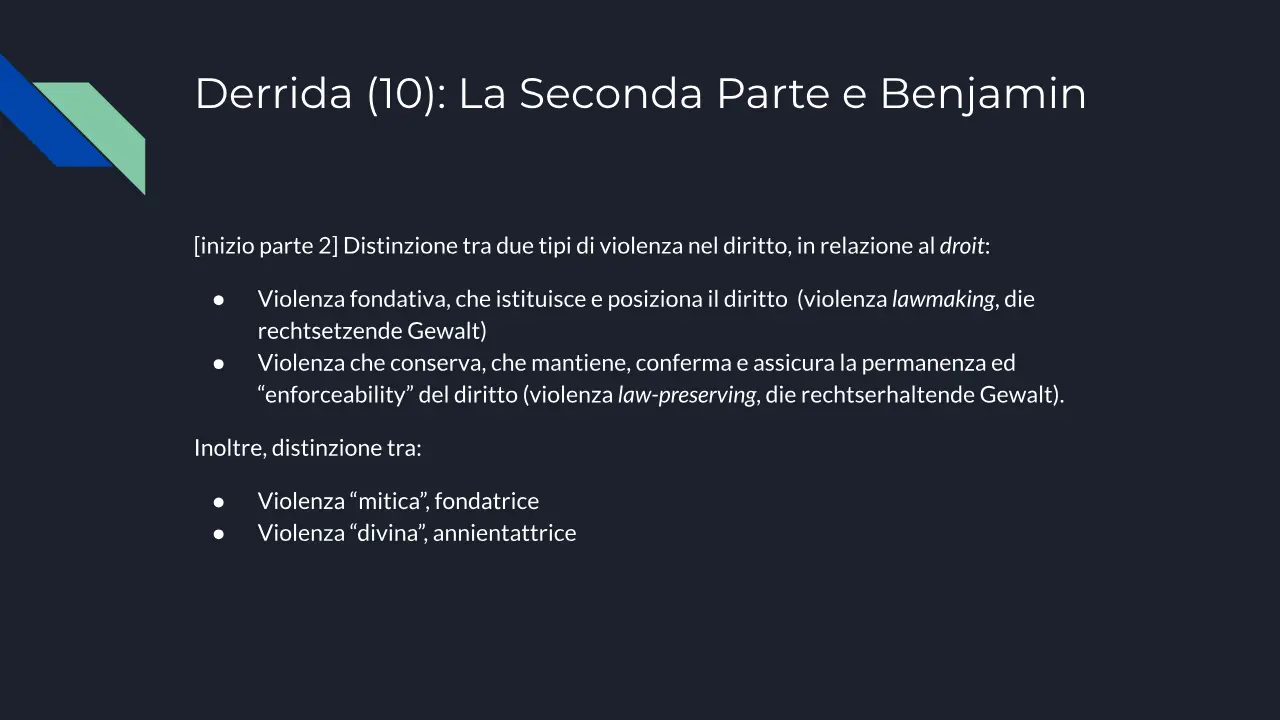 Derrida (10): La Seconda Parte e Benjamin
[inizio parte 2] Distinzione tra due tipi di violenza nel diritto, in relazione al droit:
● Violenza fondativa, che istituisce e posiziona il diritto  (violenza lawmaking, die
rechtsetzende Gewalt)
● Violenza che conserva, che mantiene, conferma e assicura la permanenza ed
“enforceability” del diritto (violenza law-preserving, die rechtserhaltende Gewalt).
Inoltre, distinzione tra:
● Violenza “mitica”, fondatrice
● Violenza “divina”, annientattrice